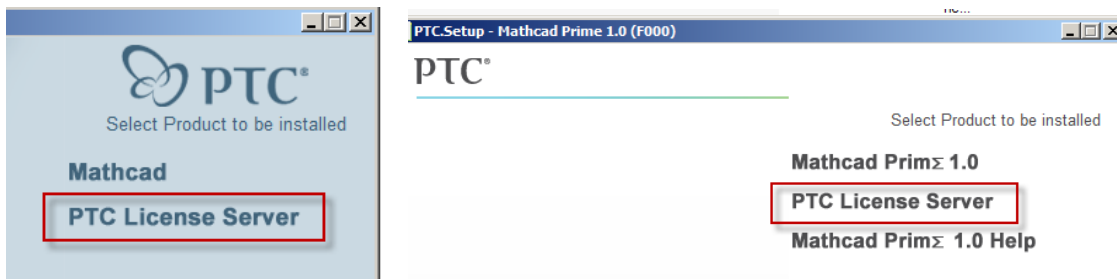 PTC®
Select Product to be installed
Mathcad
PTC License Server
PTC.Setup - Mathcad Prime 1.0 (F000)
PTC®
Select Product to be installed
Mathcad PrimΣ 1.0
PTC License Server
Mathcad PrimΣ 1.0 Help